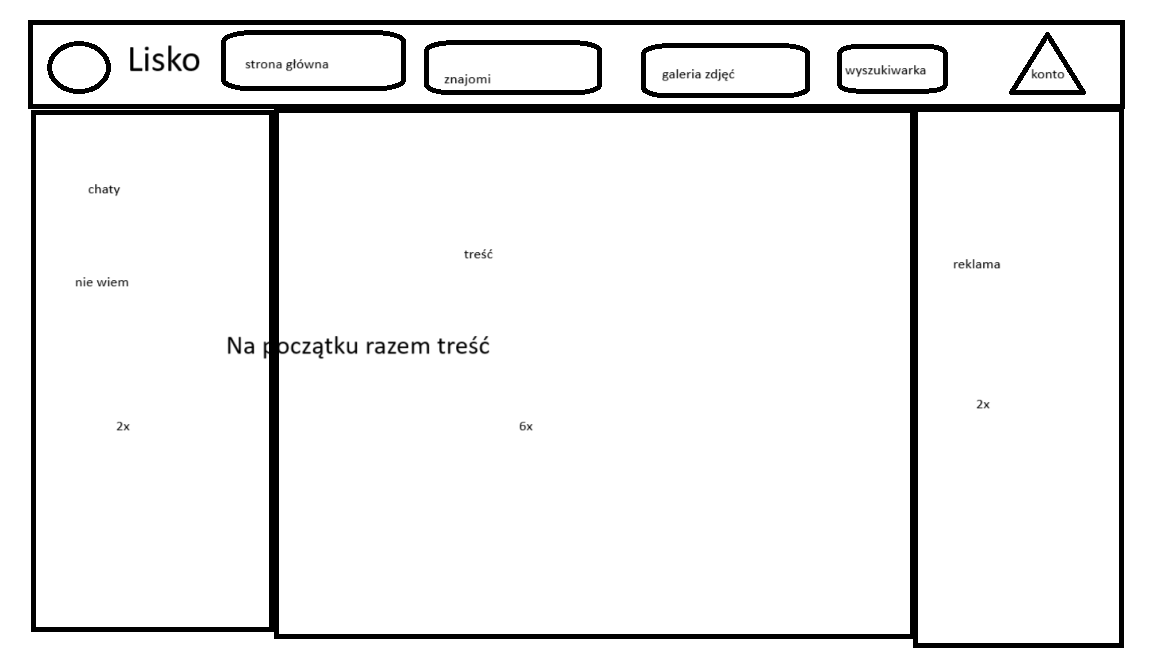 Lisko
strona główna
znajomi
galeria zdjęć
wyszukiwarka
konto
chaty
nie wiem
2x
treść
Na początku razem treść
6x
reklama
2x